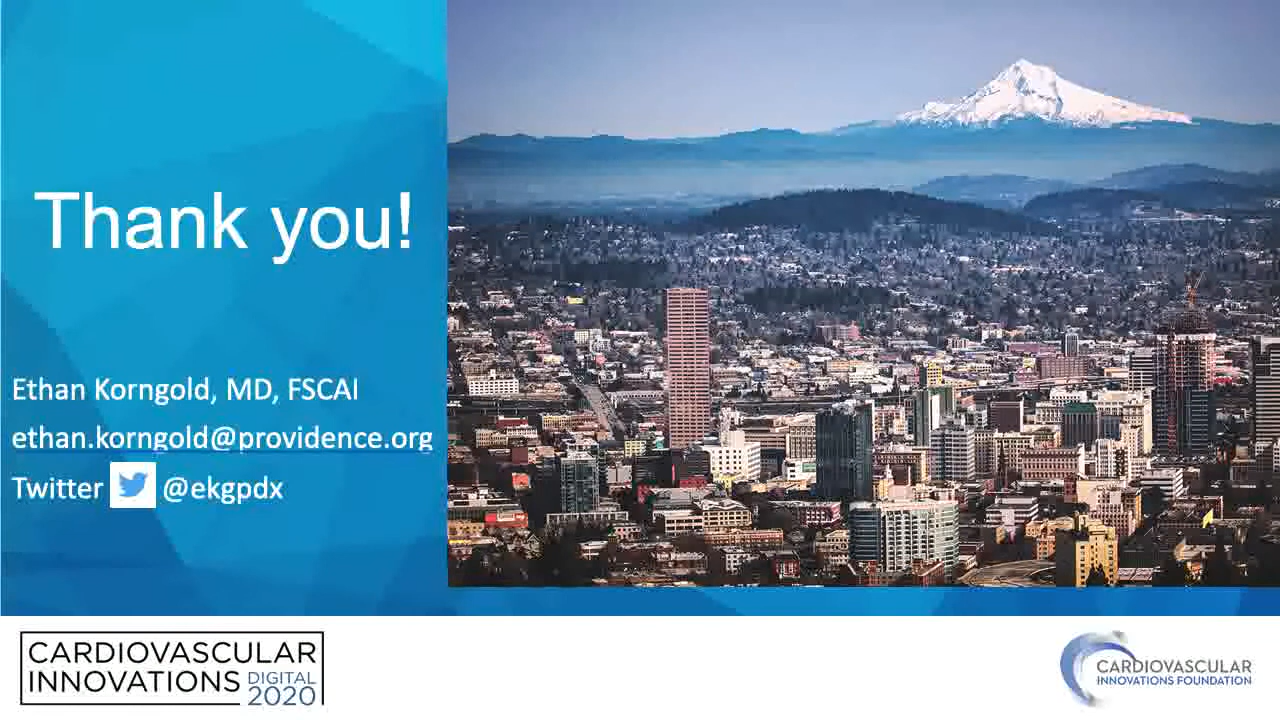 Thank you!
Ethan Korngold, MD, FSCAI
ethan.korngold@providence.org
Twitter @ekgpdx
CARDIOVASCULAR
INNOVATIONS DIGITAL
2020
CARDIOVASCULAR
INNOVATIONS FOUNDATION